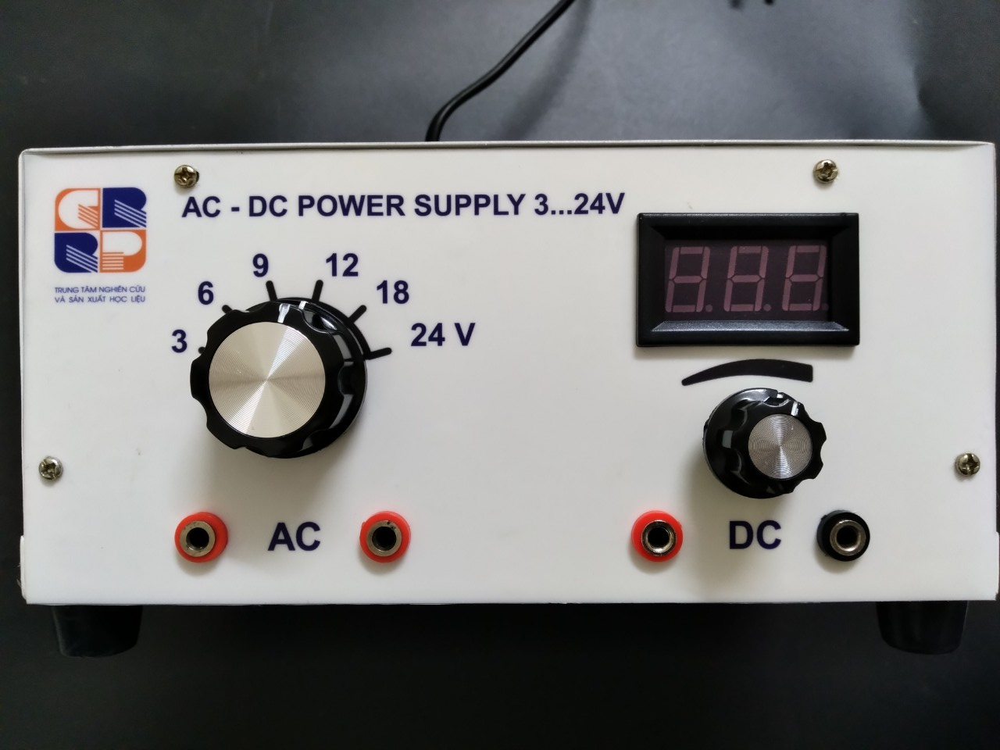 AC - DC POWER SUPPLY 3...24V
CRRD
TRUNG TÂM NGHIÊN CỨU
VÀ SẢN XUẤT HỌC LIỆU
3
6
9
12
18
24 V
AC
DC